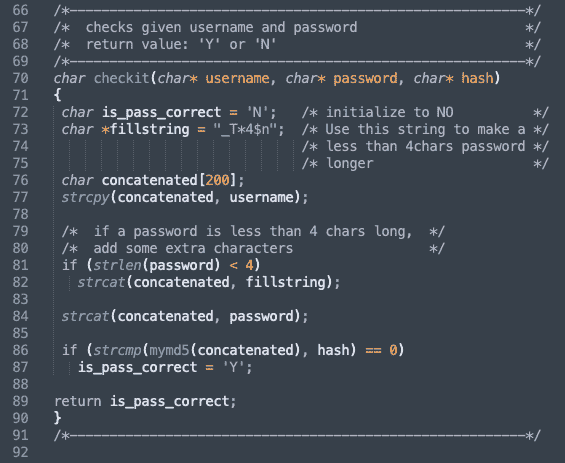 66 /*-------------------------------------------------------*/
67 /*  checks given username and password                    */
68 /*  return value: 'Y' or 'N'                              */
69 /*-------------------------------------------------------*/
70 char checkit(char* username, char* password, char* hash)
71 {
72  char is_pass_correct = 'N';   /* initialize to NO          */
73  char *fillstring = "_T*4$n";  /* Use this string to make a */
74                                /* less than 4chars password */
75                                /* longer                    */
76  char concatenated[200];
77  strcpy(concatenated, username);
78
79  /*  if a password is less than 4 chars long,  */
80  /*  add some extra characters                 */
81  if (strlen(password) < 4)
82    strcat(concatenated, fillstring);
83
84  strcat(concatenated, password);
85
86  if (strcmp(mymd5(concatenated), hash) == 0)
87    is_pass_correct = 'Y';
88
89 return is_pass_correct;
90 }
91 /*-------------------------------------------------------*/
92